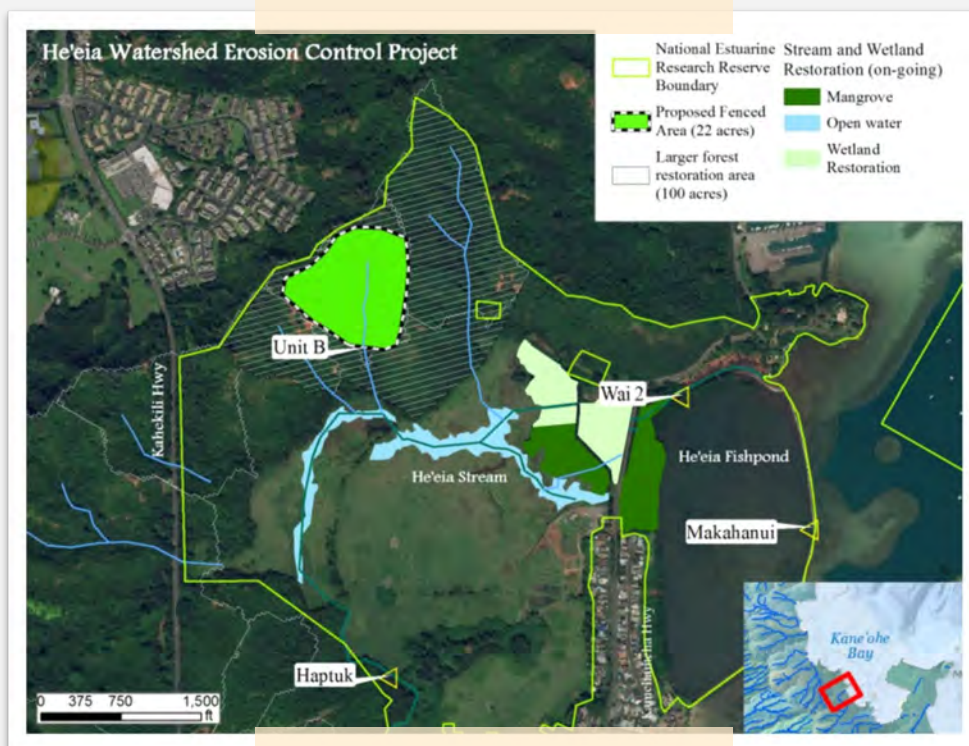 He'eia Watershed Erosion Control Project
National Estuarine
Research Reserve
Boundary
Proposed Fenced
Area (22 acres)
Larger forest
restoration area
(100 acres)
Stream and Wetland
Restoration (on-going)
Mangrove
Open water
Wetland
Restoration
Unit B
Kahekili Hwy
Wai 2
He'eia Stream
He'eia Fishpond
Makahanui
Haptuk
Hwy
Kāne'ohe
Bay
0 375 750 1,500
ft